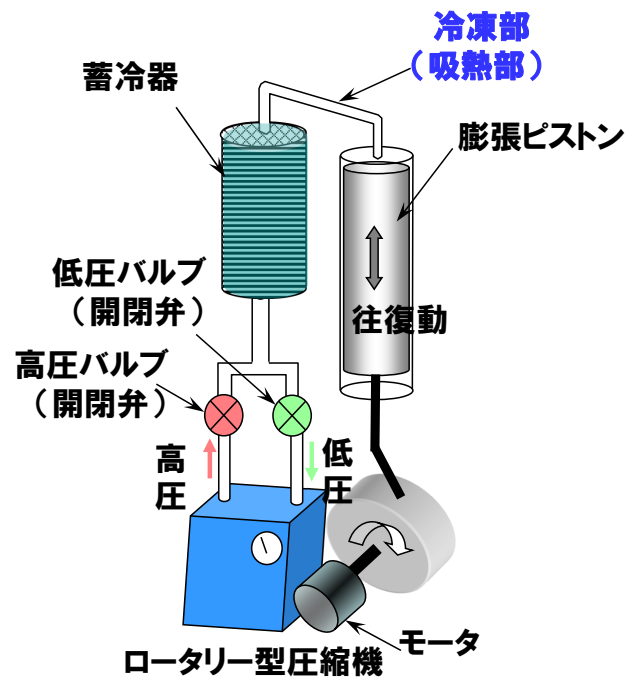 冷凍部
（吸熱部）
蓄冷器
膨張ピストン
低圧バルブ
（開閉弁）
往復動
高圧バルブ
（開閉弁）
高
圧
低
圧
モータ
ロータリー型圧縮機